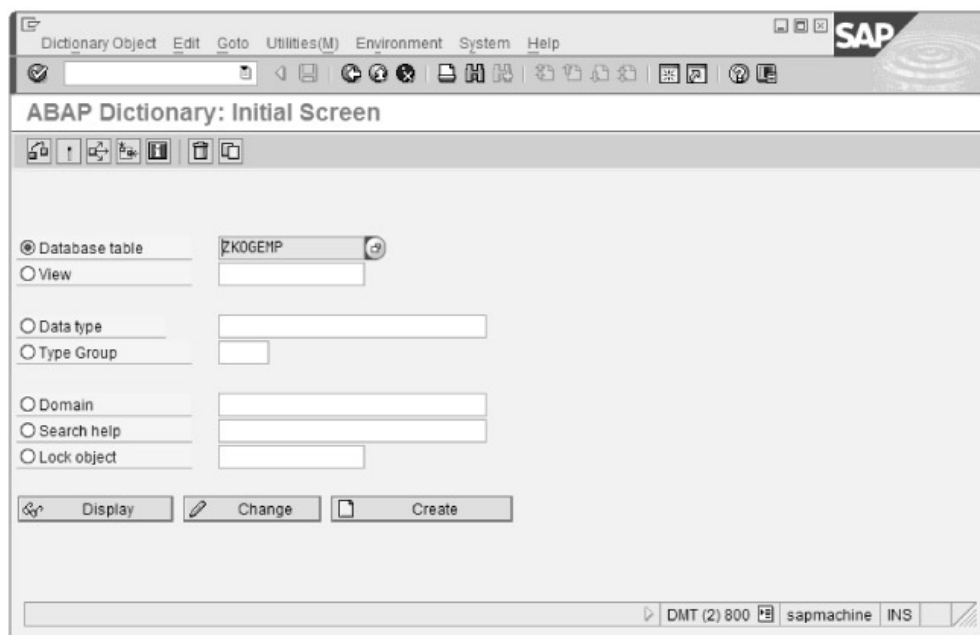 Dictionary Object Edit Goto Utilities(M) Environment System Help
SAP
ABAP Dictionary: Initial Screen
Database table ZKOGEMP
View
Data type
Type Group
Domain
Search help
Lock object
Display Change Create
DMT (2) 800 sapmachine INS